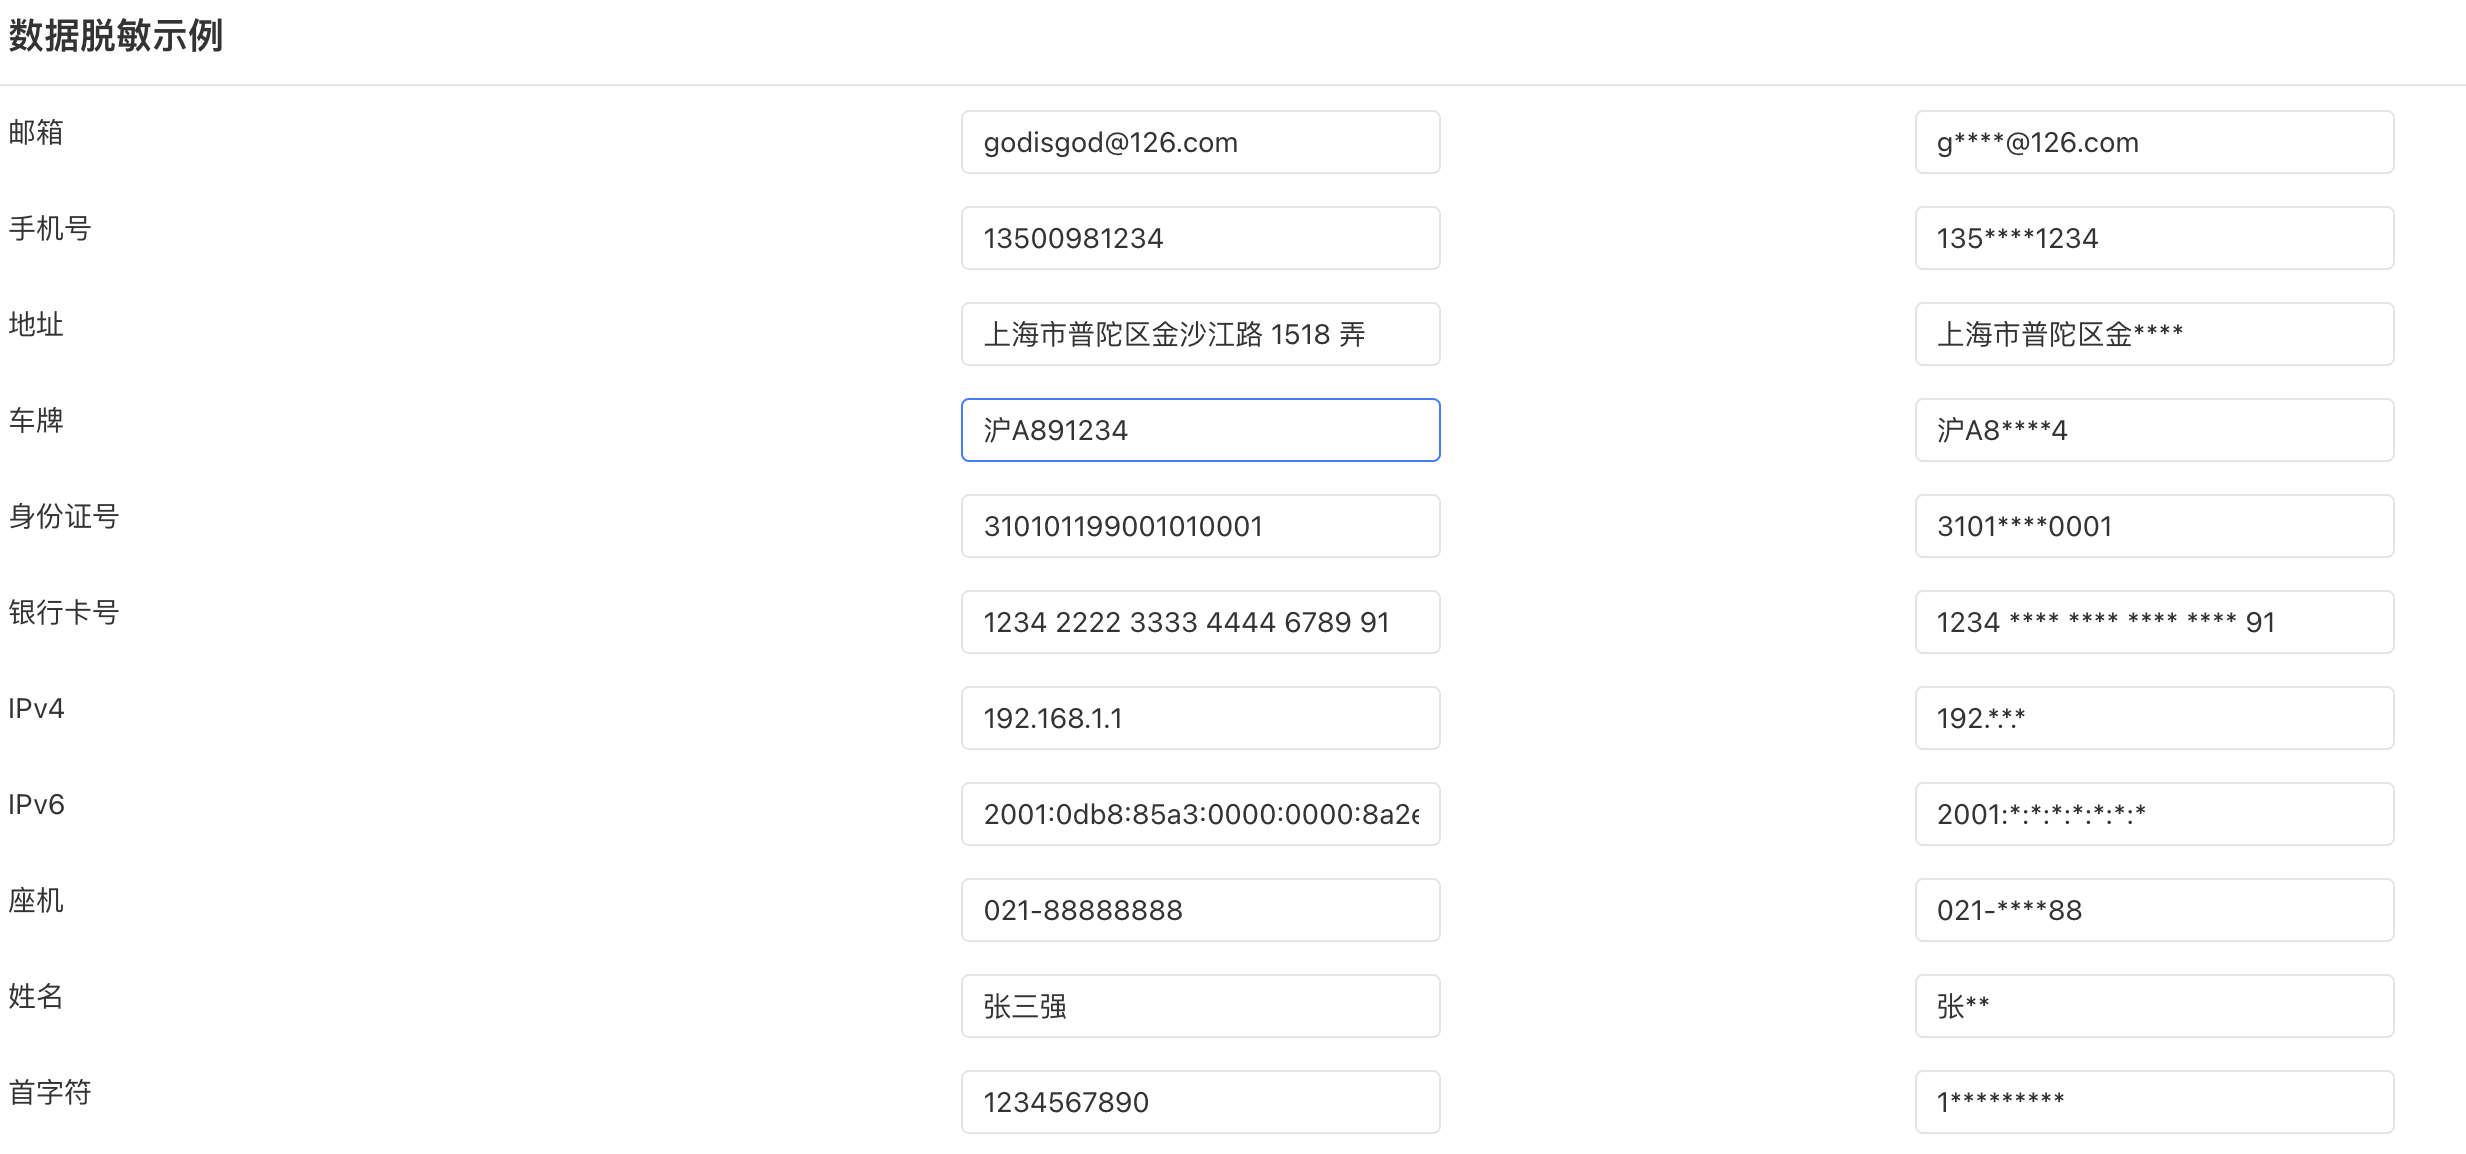 数据脱敏示例
邮箱 godisgod@126.com g****@126.com
手机号 13500981234 135****1234
地址 上海市普陀区金沙江路 1518 弄 上海市普陀区金****
车牌 沪A891234 沪A8****4
身份证号 310101199001010001 3101****0001
银行卡号 1234 2222 3333 4444 6789 91 1234 **** **** **** **** 91
IPv4 192.168.1.1 192.*.*.*
IPv6 2001:0db8:85a3:0000:0000:8a2e 2001:*:*:*:*:*:*:*
座机 021-88888888 021-****88
姓名 张三强 张**
首字符 1234567890 1*********